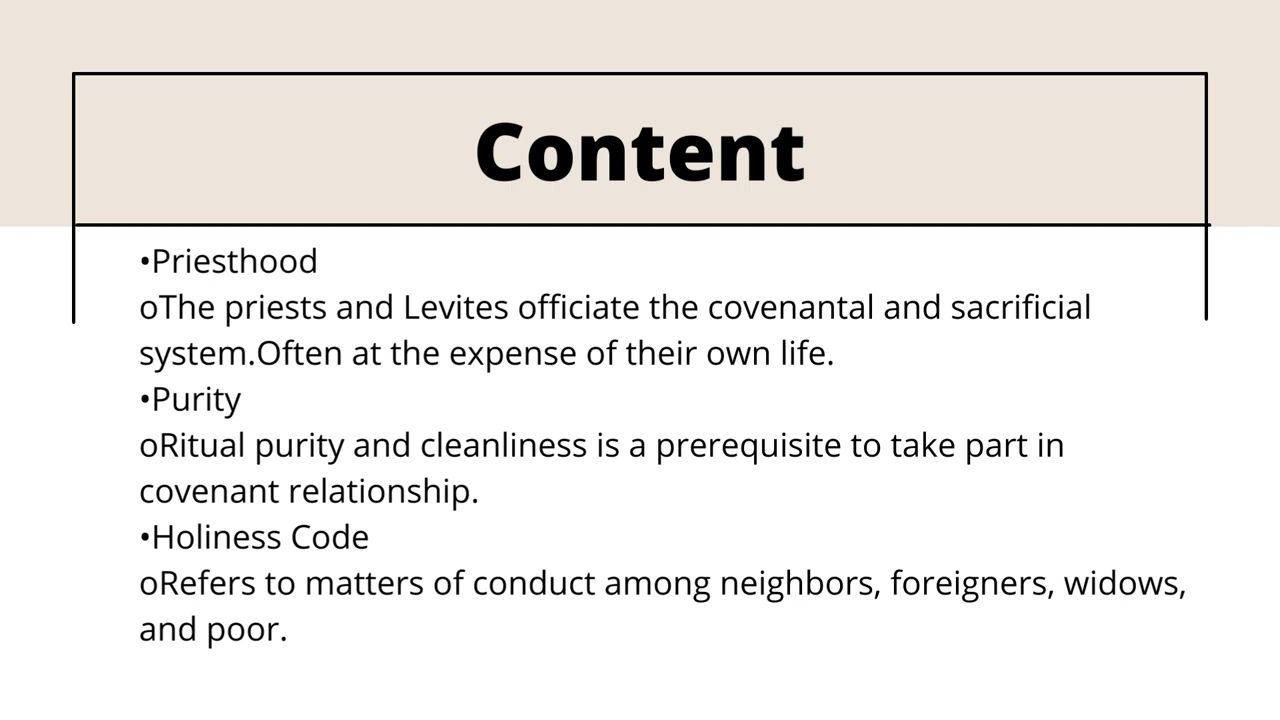 Content
•Priesthood
oThe priests and Levites officiate the covenantal and sacrificial
system.Often at the expense of their own life.
•Purity
oRitual purity and cleanliness is a prerequisite to take part in
covenant relationship.
•Holiness Code
oRefers to matters of conduct among neighbors, foreigners, widows,
and poor.